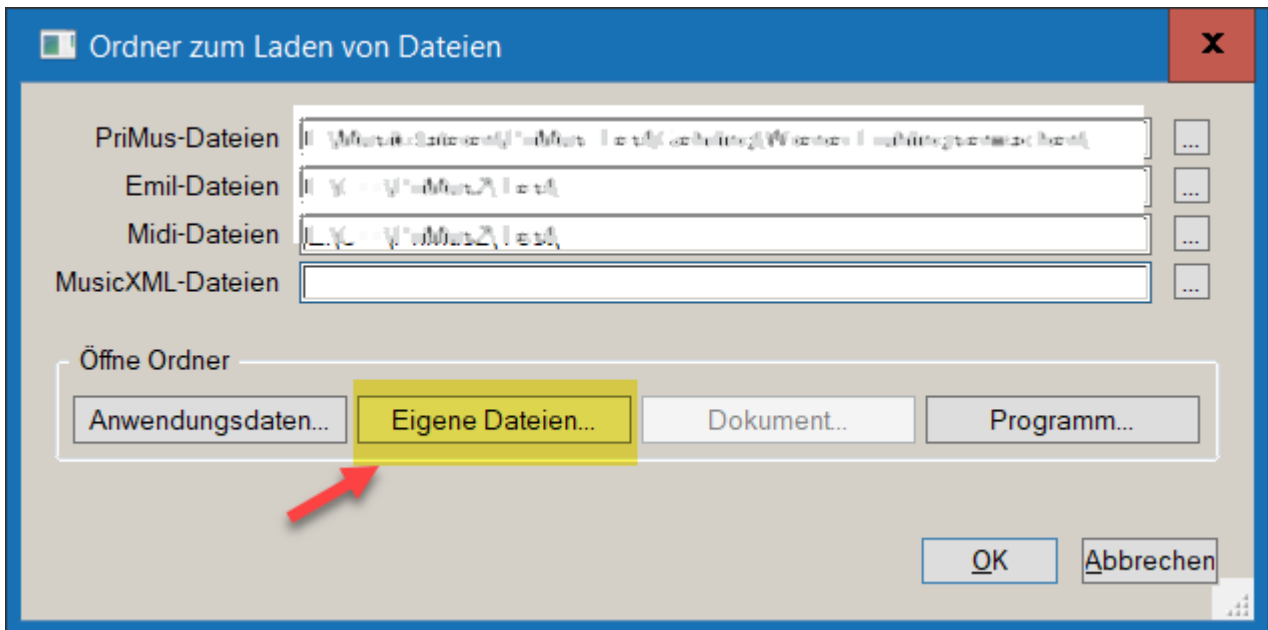 Ordner zum Laden von Dateien
x
PriMus-Dateien
...
Emil-Dateien
...
Midi-Dateien
...
MusicXML-Dateien
...
Öffne Ordner
Anwendungsdaten... Eigene Dateien... Dokument... Programm...
OK Abbrechen